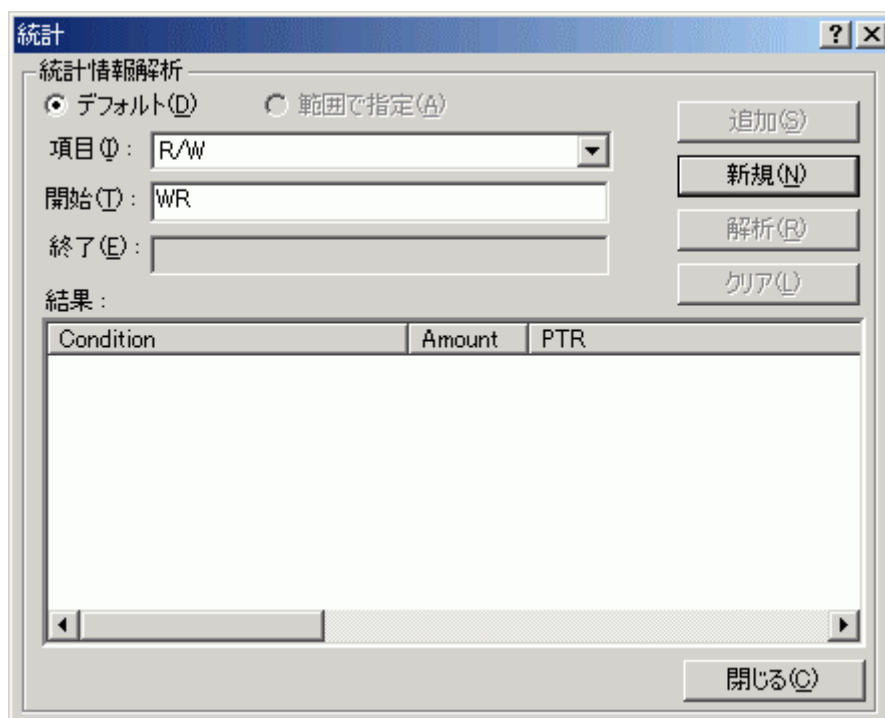 統計
統計情報解析
デフォルト(D) 範囲で指定(A)
追加(S)
項目(I): R/W
新規(N)
開始(T): WR
解析(R)
終了(E):
クリア(L)
結果:
Condition Amount PTR
閉じる(C)